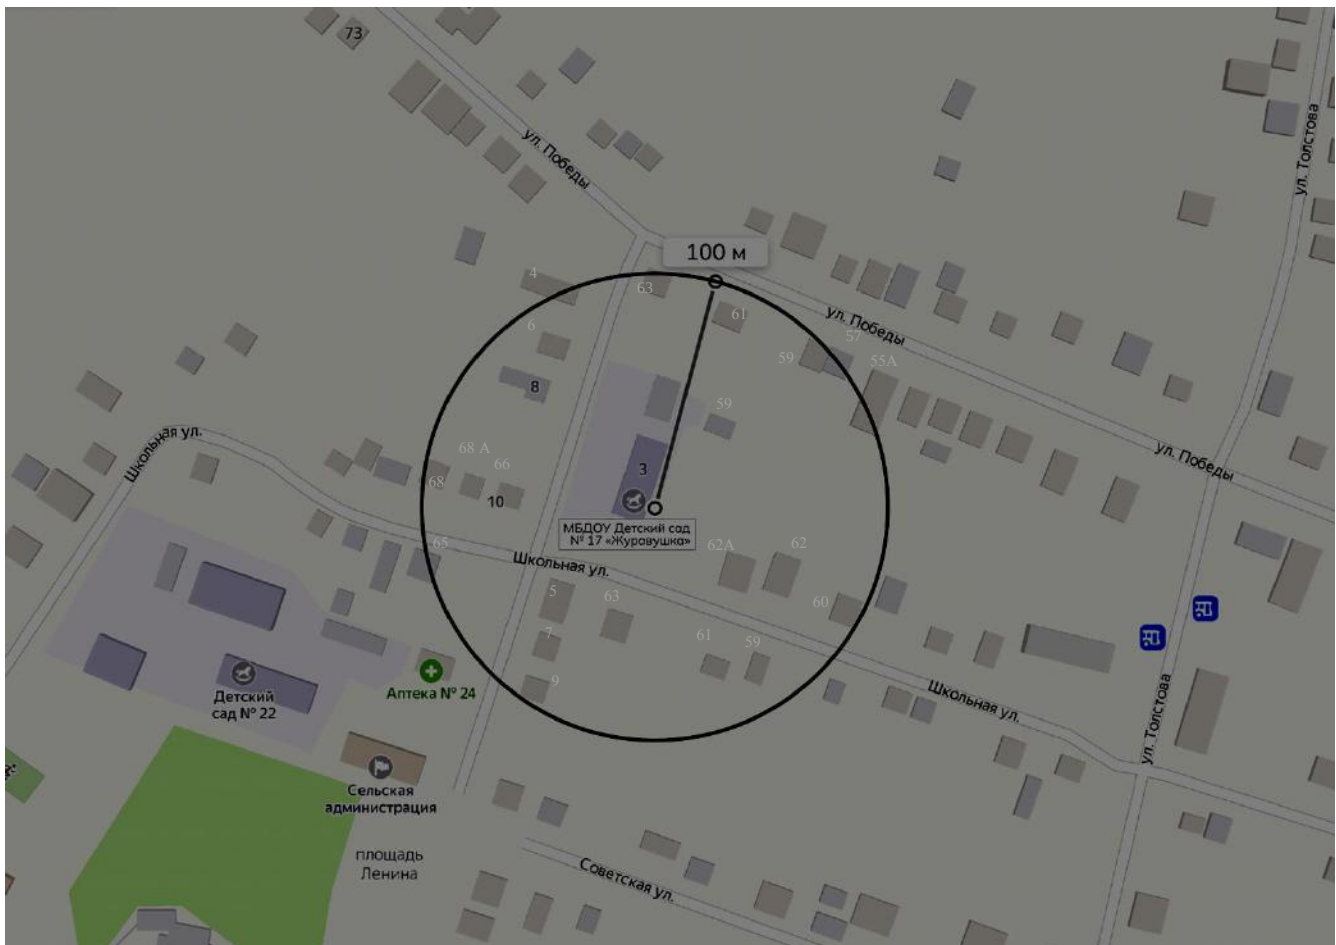 73
ул. Победы
ул. Толстова
100 м
4
63
61
ул. Победы
6
57
59
55А
8
59
Школьная ул.
68 А
66
68
10
3
ул. Победы
МБДОУ Детский сад
№ 17 «Журавушка»
65
Школьная ул.
62А
62
5
63
60
7
61
59
9
Детский
сад № 22
Аптека № 24
Школьная ул.
ул. Толстова
Сельская
администрация
площадь
Ленина
Советская ул.